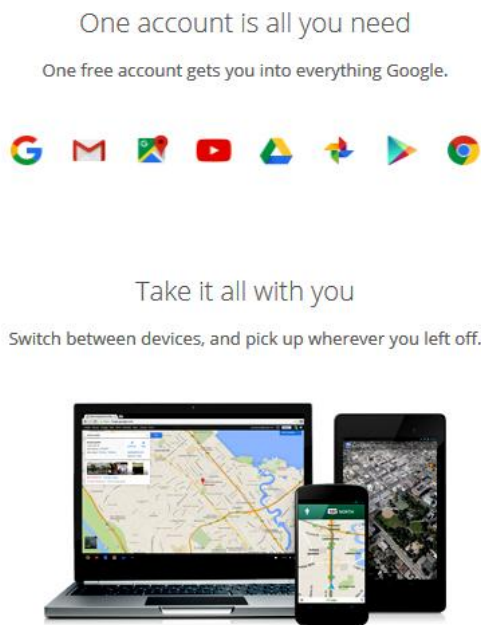 One account is all you need
One free account gets you into everything Google.
Take it all with you
Switch between devices, and pick up wherever you left off.
NORTH